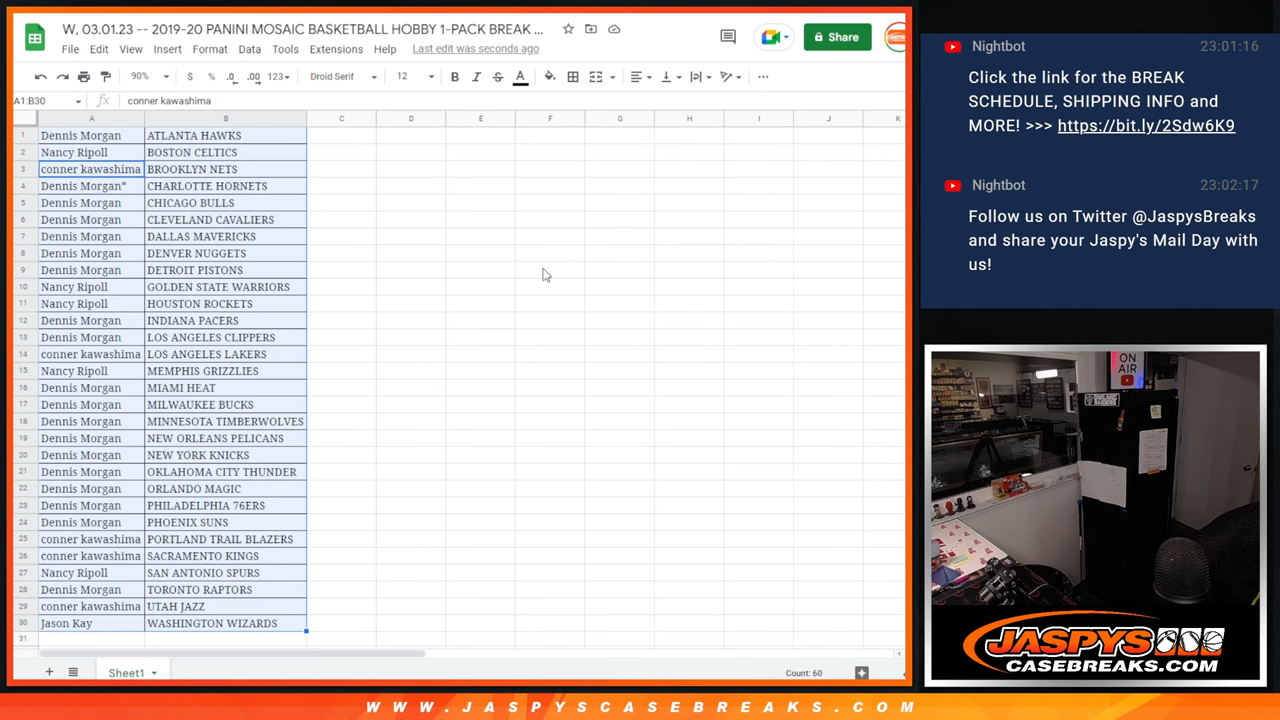 W, 03.01.23 -- 2019-20 PANINI MOSAIC BASKETBALL HOBBY 1-PACK BREAK ...
File Edit View Insert Format Data Tools Extensions Help Last edit was seconds ago
Share
90% $ % .0 .00 123 Droid Serif 12 B I S A
A1:B30 fx conner kawashima
A B C D E F G H I J K
1 Dennis Morgan ATLANTA HAWKS
2 Nancy Ripoll BOSTON CELTICS
3 conner kawashima BROOKLYN NETS
4 Dennis Morgan* CHARLOTTE HORNETS
5 Dennis Morgan CHICAGO BULLS
6 Dennis Morgan CLEVELAND CAVALIERS
7 Dennis Morgan DALLAS MAVERICKS
8 Dennis Morgan DENVER NUGGETS
9 Dennis Morgan DETROIT PISTONS
10 Nancy Ripoll GOLDEN STATE WARRIORS
11 Nancy Ripoll HOUSTON ROCKETS
12 Dennis Morgan INDIANA PACERS
13 Dennis Morgan LOS ANGELES CLIPPERS
14 conner kawashima LOS ANGELES LAKERS
15 Nancy Ripoll MEMPHIS GRIZZLIES
16 Dennis Morgan MIAMI HEAT
17 Dennis Morgan MILWAUKEE BUCKS
18 Dennis Morgan MINNESOTA TIMBERWOLVES
19 Dennis Morgan NEW ORLEANS PELICANS
20 Dennis Morgan NEW YORK KNICKS
21 Dennis Morgan OKLAHOMA CITY THUNDER
22 Dennis Morgan ORLANDO MAGIC
23 Dennis Morgan PHILADELPHIA 76ERS
24 Dennis Morgan PHOENIX SUNS
25 conner kawashima PORTLAND TRAIL BLAZERS
26 conner kawashima SACRAMENTO KINGS
27 Nancy Ripoll SAN ANTONIO SPURS
28 Dennis Morgan TORONTO RAPTORS
29 conner kawashima UTAH JAZZ
30 Jason Kay WASHINGTON WIZARDS
31
Sheet1
Count: 60
Nightbot 23:01:16
Click the link for the BREAK
SCHEDULE, SHIPPING INFO and
MORE! >>> https://bit.ly/2Sdw6K9
Nightbot 23:02:17
Follow us on Twitter @JaspysBreaks
and share your Jaspy's Mail Day with
us!
ON
AIR
JASPYS
CASEBREAKS.COM
WWW.JASPYSCASEBREAKS.COM